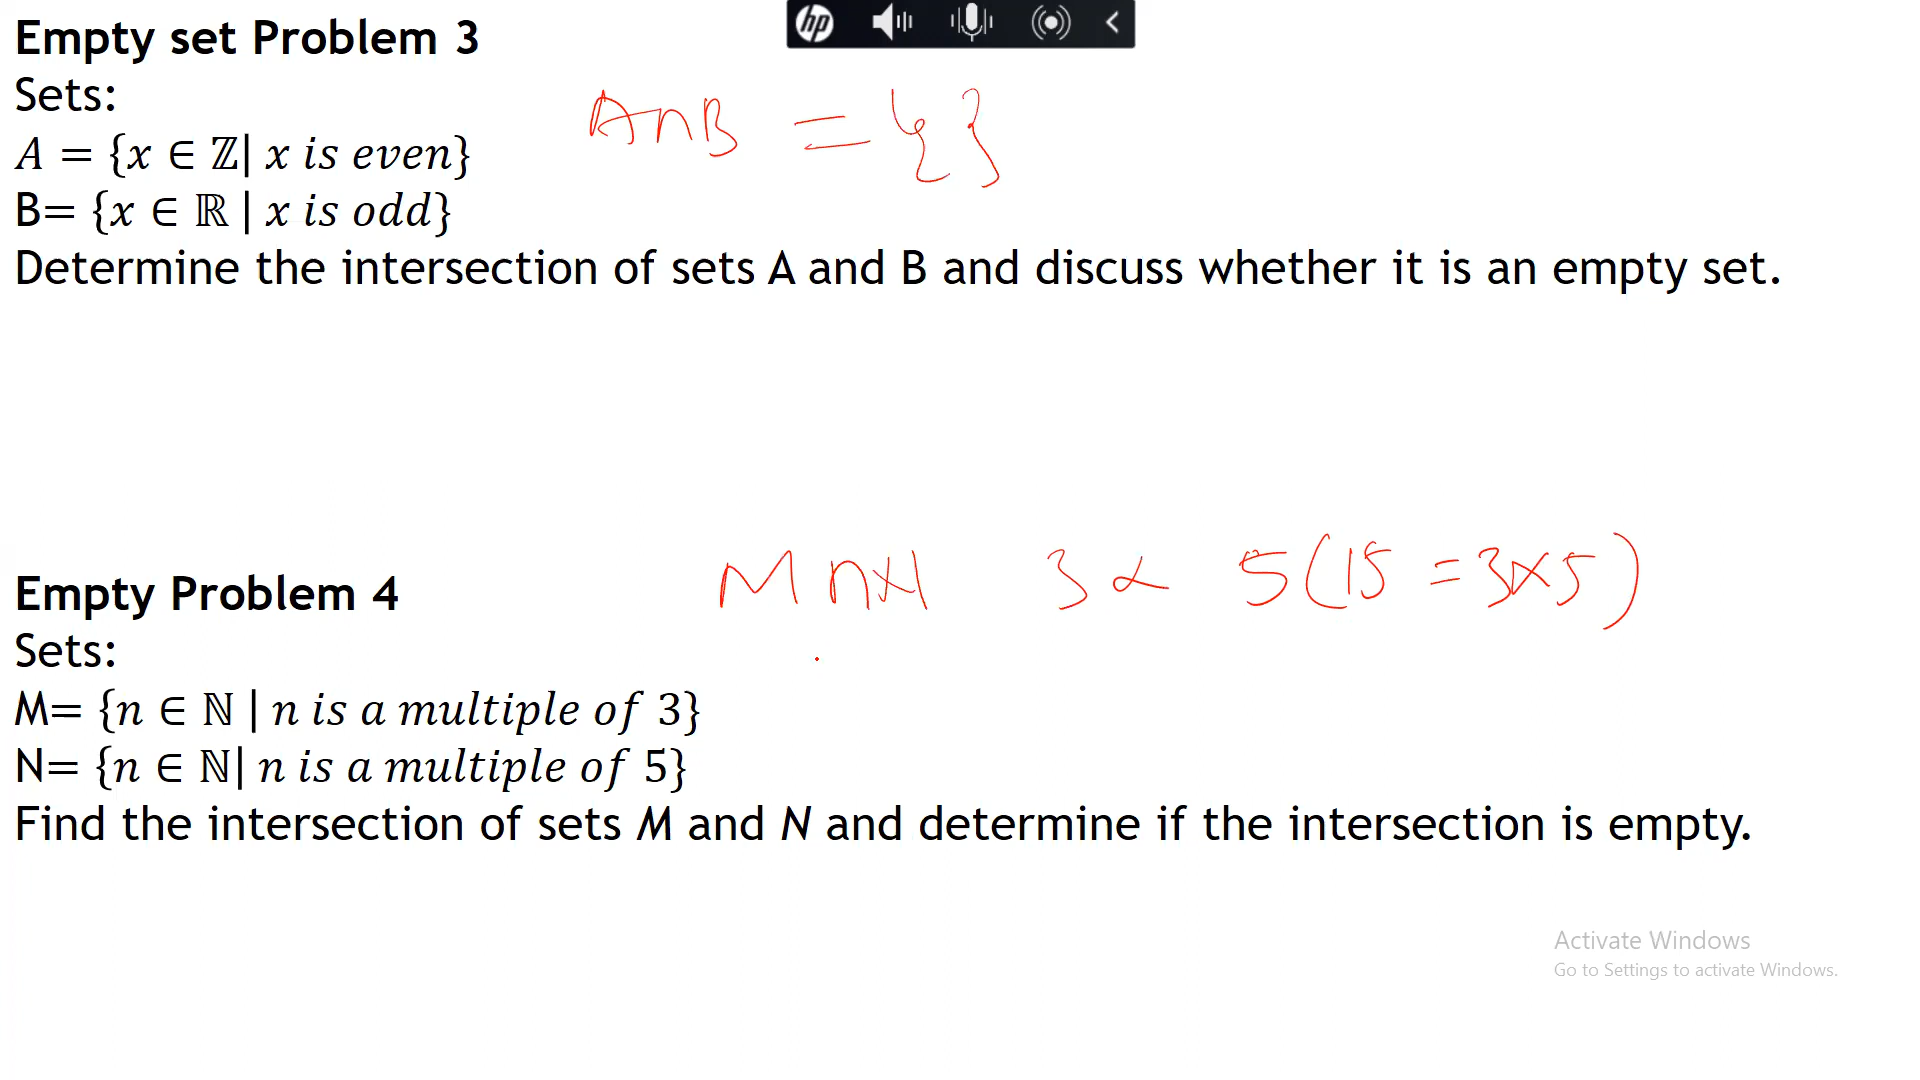 hp
Empty set Problem 3
Sets:
A∩B = { }
A = {x ∈ ℤ| x is even}
B= {x ∈ ℝ | x is odd}
Determine the intersection of sets A and B and discuss whether it is an empty set.
M ∩ N 3 & 5 (15 = 3×5)
Empty Problem 4
Sets:
M= {n ∈ ℕ | n is a multiple of 3}
N= {n ∈ ℕ| n is a multiple of 5}
Find the intersection of sets M and N and determine if the intersection is empty.
Activate Windows
Go to Settings to activate Windows.